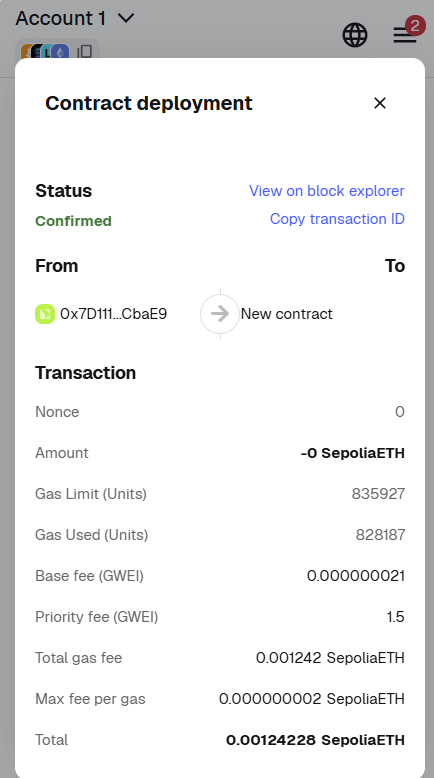 Account 1
2
Contract deployment
Status
View on block explorer
Confirmed
Copy transaction ID
From
To
0x7D111...CbaE9
New contract
Transaction
Nonce
0
Amount
-0 SepoliaETH
Gas Limit (Units)
835927
Gas Used (Units)
828187
Base fee (GWEI)
0.000000021
Priority fee (GWEI)
1.5
Total gas fee
0.001242 SepoliaETH
Max fee per gas
0.000000002 SepoliaETH
Total
0.00124228 SepoliaETH